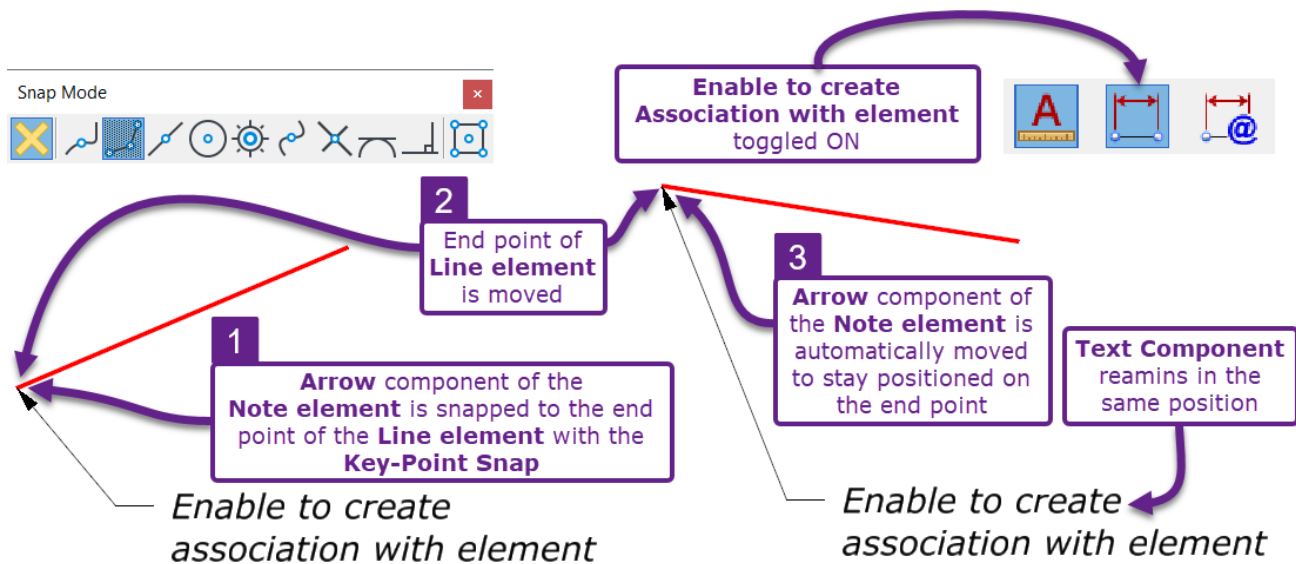 Snap Mode
×
A
@
Enable to create
Association with element
toggled ON
2
End point of
Line element
is moved
1
Arrow component of the
Note element is snapped to the end
point of the Line element with the
Key-Point Snap
3
Arrow component of
the Note element is
automatically moved
to stay positioned on
the end point
Text Component
reamins in the
same position
Enable to create
association with element
Enable to create
association with element